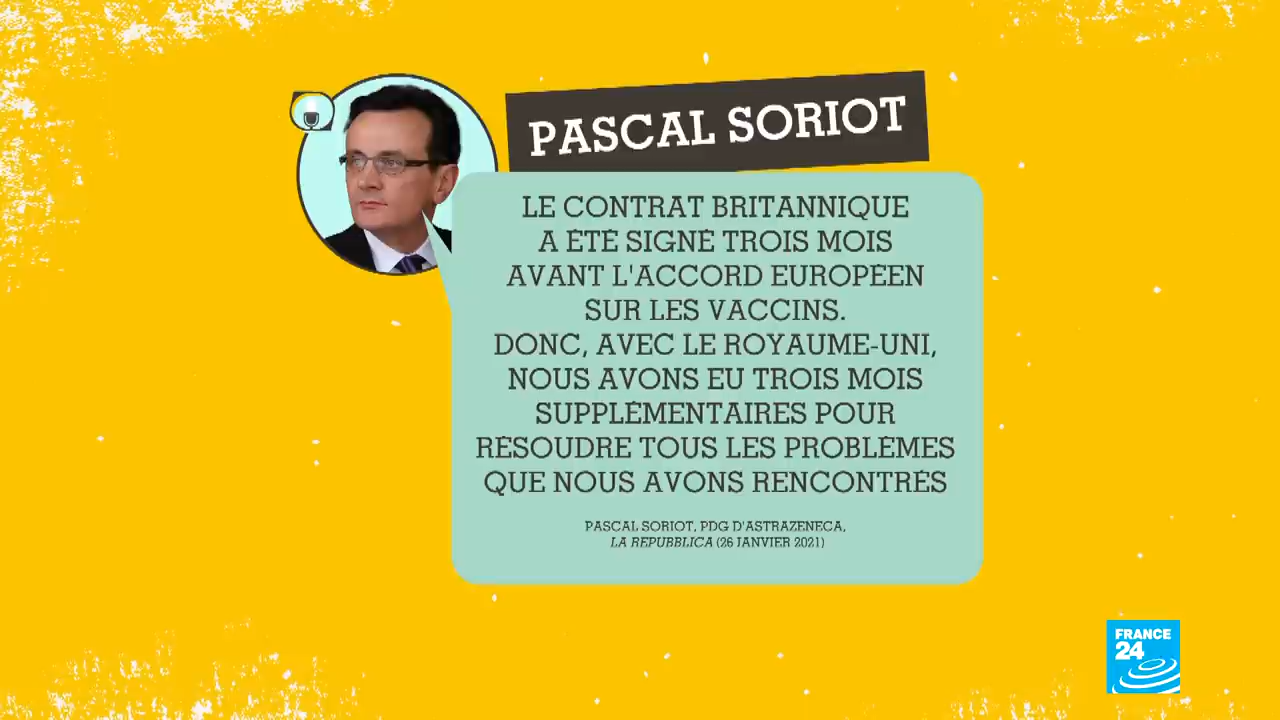 PASCAL SORIOT
LE CONTRAT BRITANNIQUE
A ÉTÉ SIGNÉ TROIS MOIS
AVANT L'ACCORD EUROPÉEN
SUR LES VACCINS.
DONC, AVEC LE ROYAUME-UNI,
NOUS AVONS EU TROIS MOIS
SUPPLÉMENTAIRES POUR
RÉSOUDRE TOUS LES PROBLÈMES
QUE NOUS AVONS RENCONTRÉS
PASCAL SORIOT, PDG D'ASTRAZENECA,
LA REPUBBLICA (26 JANVIER 2021)
FRANCE
24